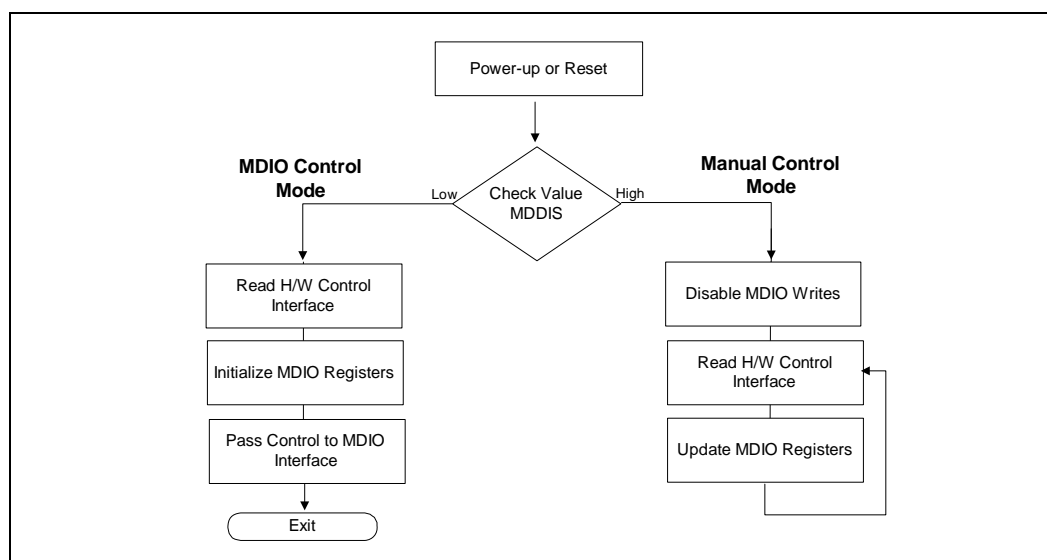 Power-up or Reset
MDIO Control
Mode
Manual Control
Mode
Low
Check Value
MDDIS
High
Read H/W Control
Interface
Initialize MDIO Registers
Pass Control to MDIO
Interface
Exit
Disable MDIO Writes
Read H/W Control
Interface
Update MDIO Registers